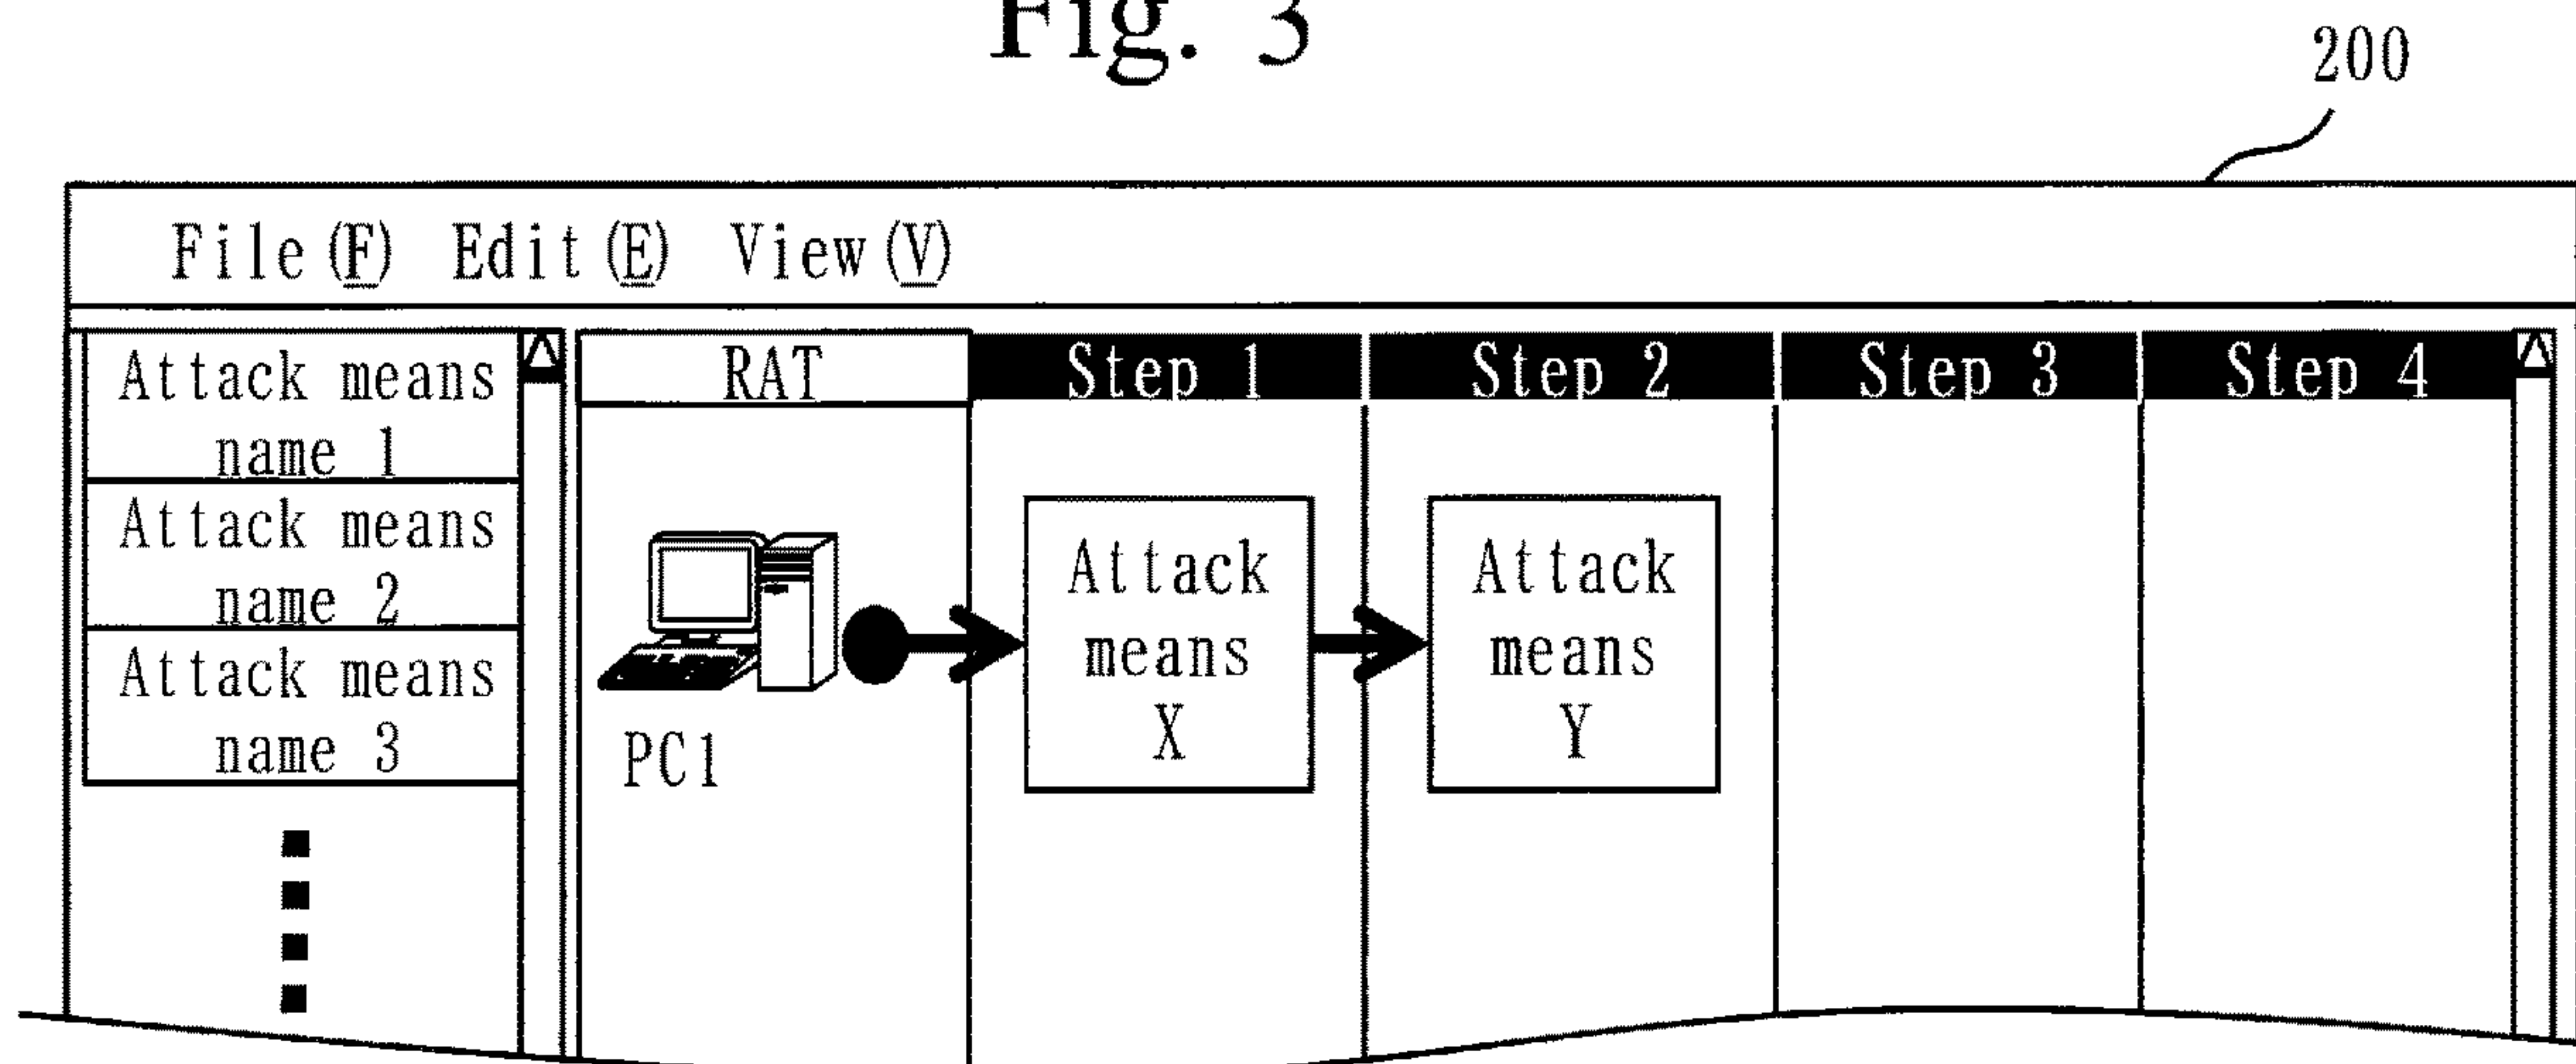 Fig. 3
200
File(F) Edit(E) View(V)
Attack means
name 1
Attack means
name 2
Attack means
name 3
RAT
Step 1
Step 2
Step 3
Step 4
PC1
Attack
means
X
Attack
means
Y